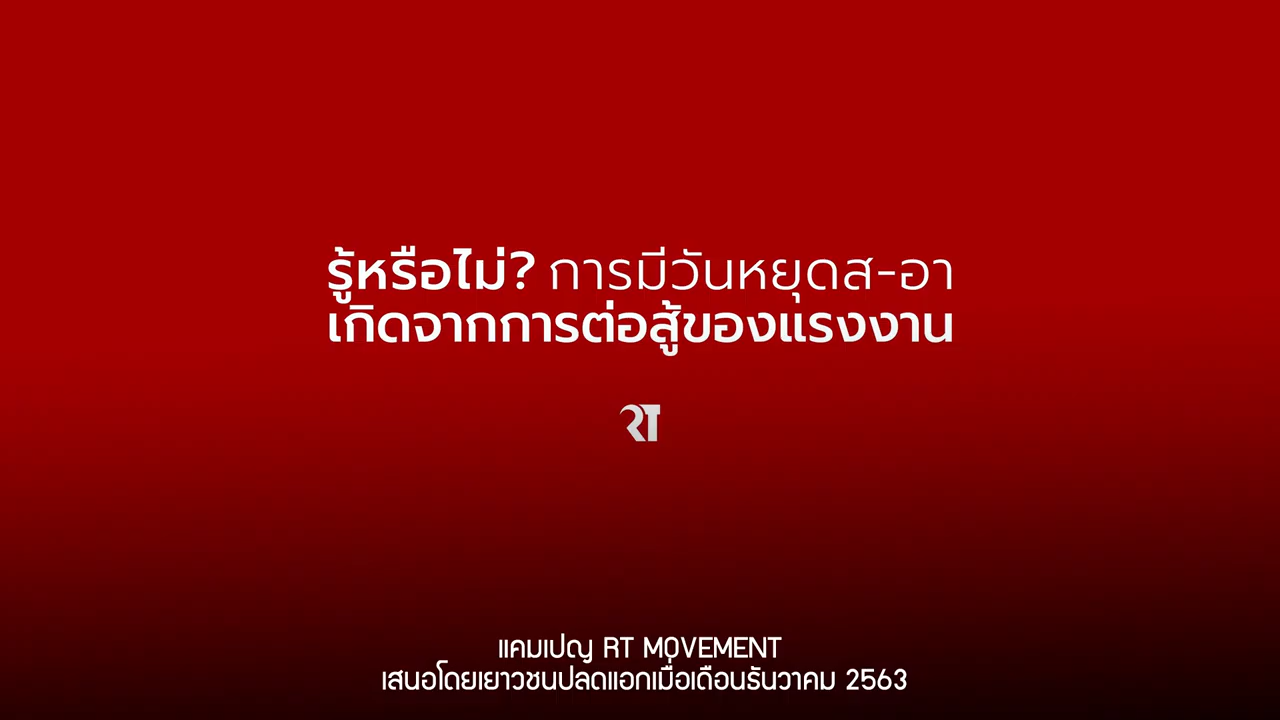 รู้หรือไม่? การมีวันหยุดส-อา
เกิดจากการต่อสู้ของแรงงาน
RT
แคมเปญ RT MOVEMENT
เสนอโดยเยาวชนปลดแอกเมื่อเดือนธันวาคม 2563